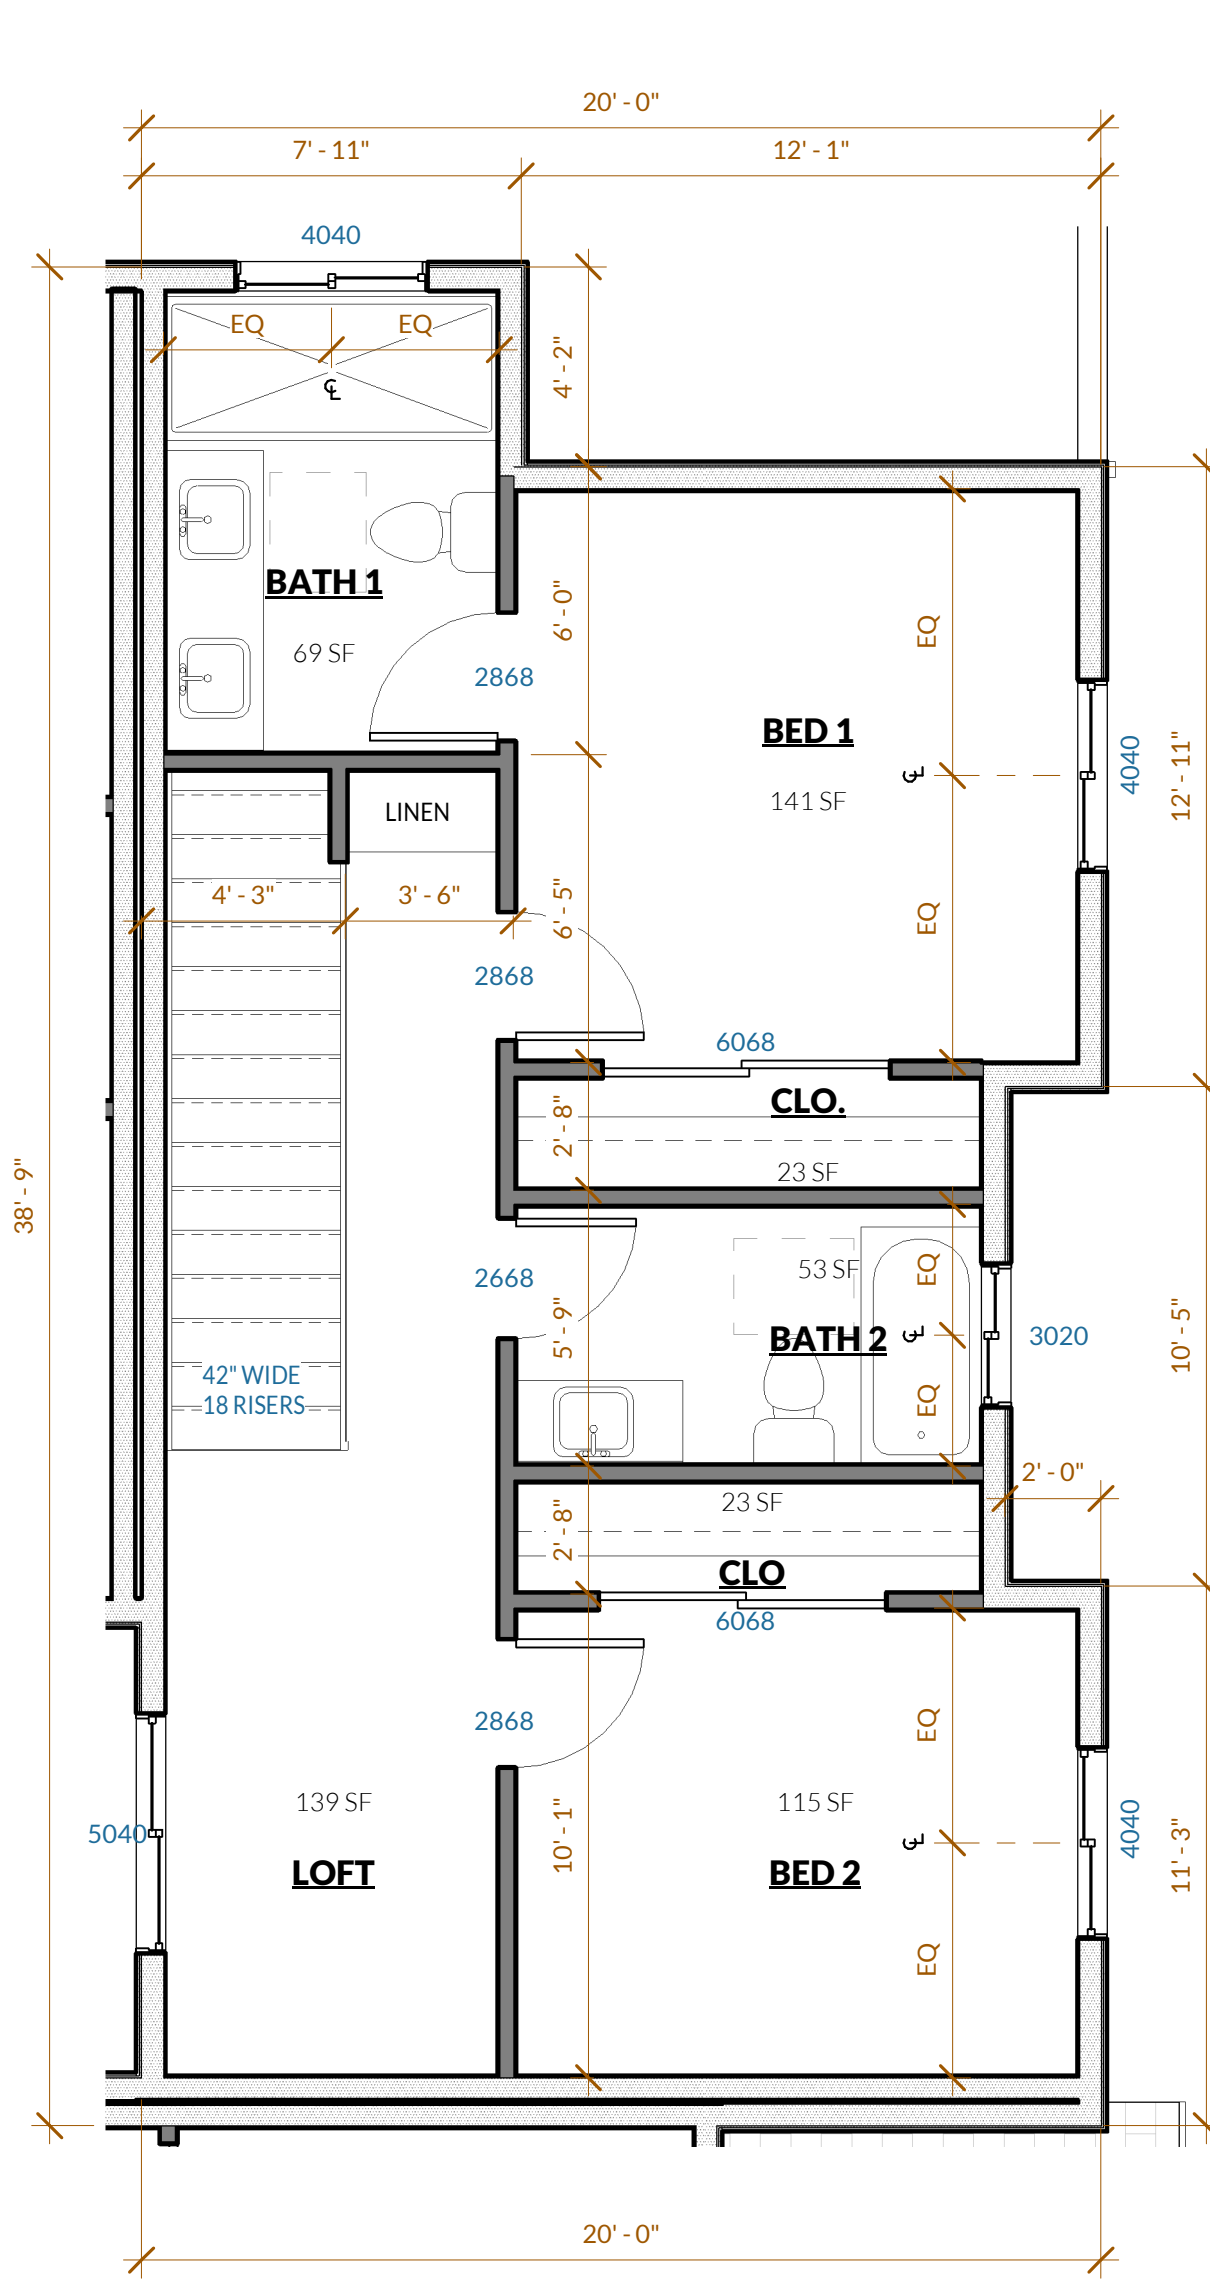 20' - 0"
7' - 11"
12' - 1"
4040
EQ
EQ
℄
4' - 2"
BATH 1
69 SF
2868
6' - 0"
EQ
BED 1
141 SF
℄
4040
12' - 11"
LINEN
4' - 3"
3' - 6"
6' - 5"
EQ
2868
6068
CLO.
2' - 8"
23 SF
38' - 9"
2668
53 SF
EQ
BATH 2
℄
3020
5' - 9"
10' - 5"
42" WIDE
18 RISERS
EQ
2' - 0"
23 SF
2' - 8"
CLO
6068
2868
EQ
139 SF
115 SF
5040
10' - 1"
℄
4040
11' - 3"
LOFT
BED 2
EQ
20' - 0"